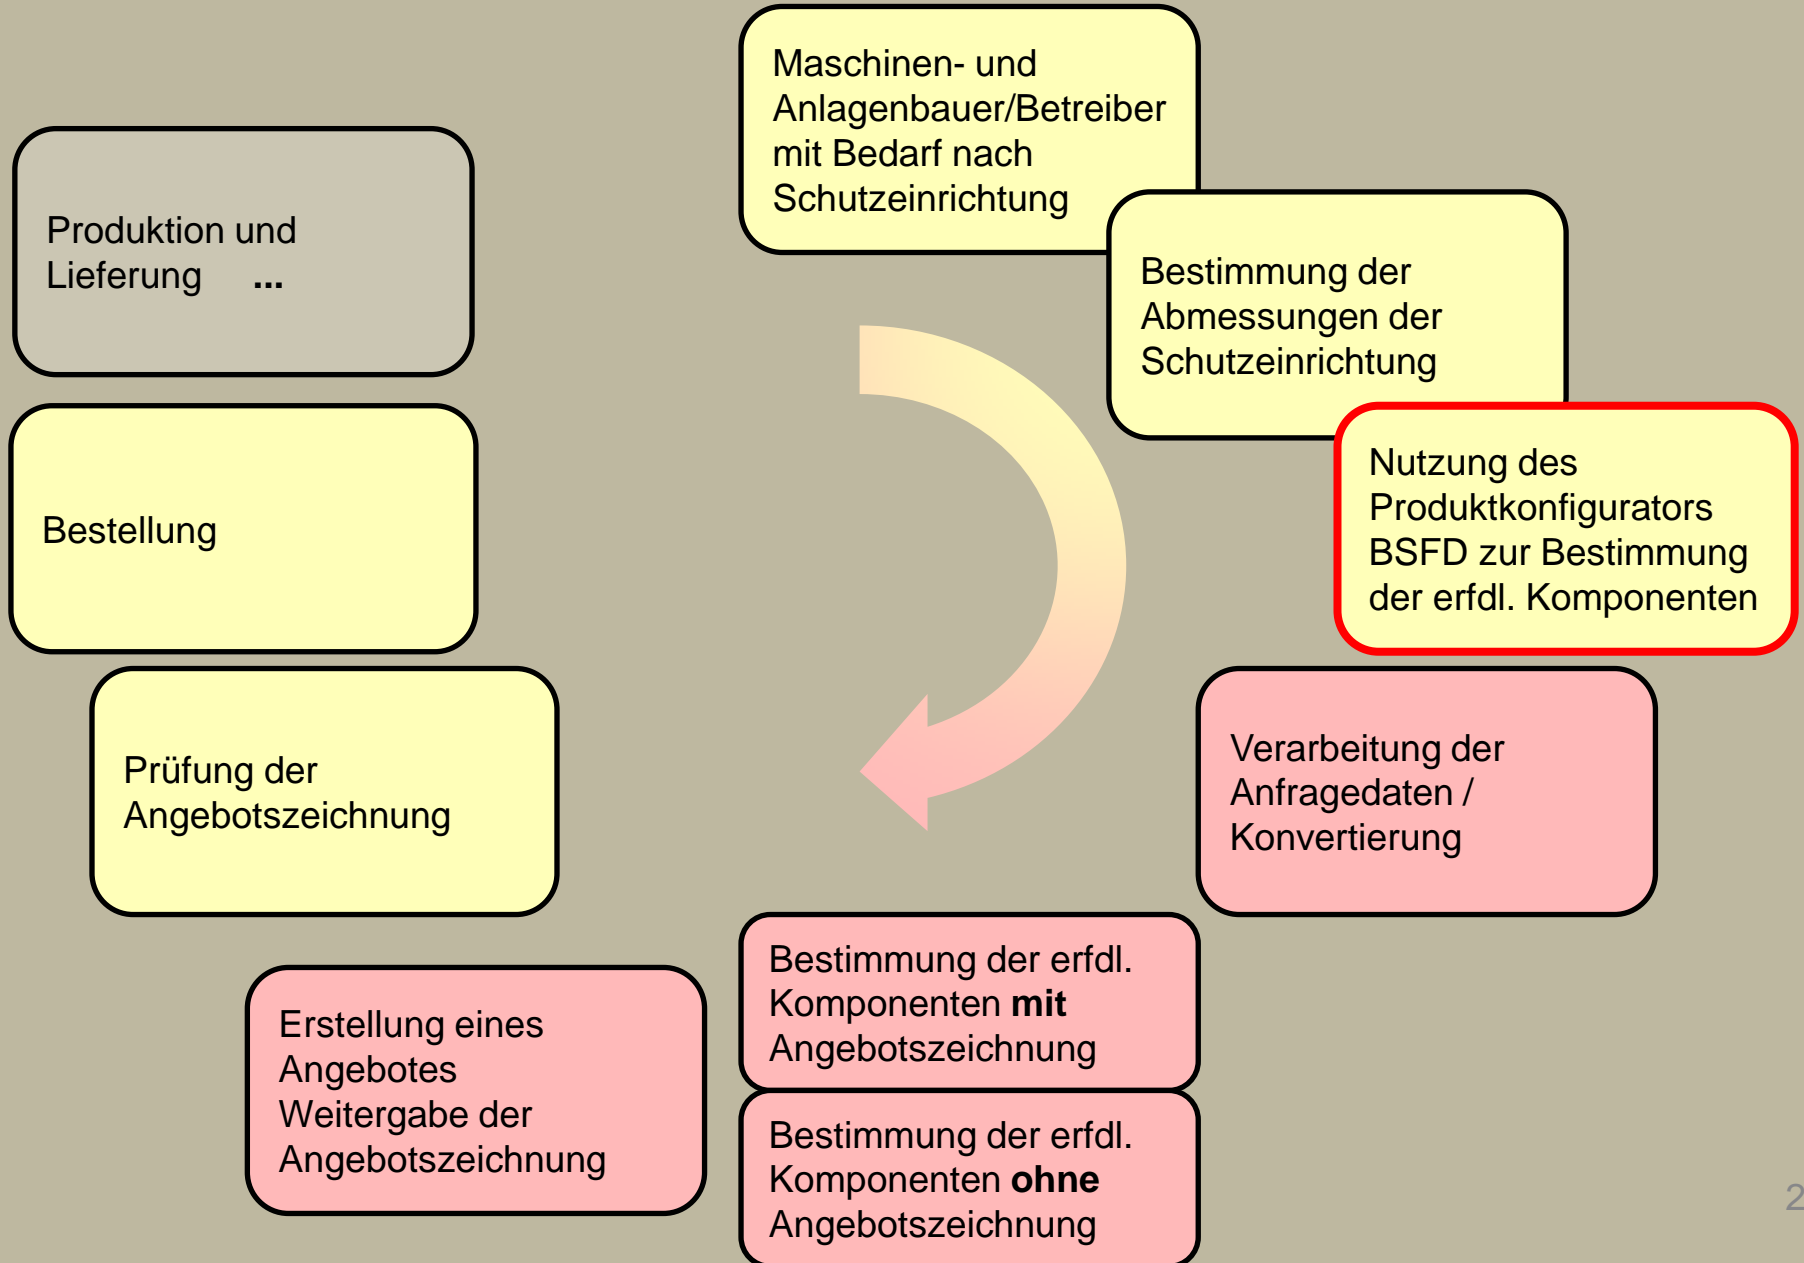 Maschinen- und
Anlagenbauer/Betreiber
mit Bedarf nach
Schutzeinrichtung
Bestimmung der
Abmessungen der
Schutzeinrichtung
Nutzung des
Produktkonfigurators
BSFD zur Bestimmung
der erfdl. Komponenten
Verarbeitung der
Anfragedaten /
Konvertierung
Bestimmung der erfdl.
Komponenten mit
Angebotszeichnung
Bestimmung der erfdl.
Komponenten ohne
Angebotszeichnung
Erstellung eines
Angebotes
Weitergabe der
Angebotszeichnung
Prüfung der
Angebotszeichnung
Bestellung
Produktion und
Lieferung ...
2